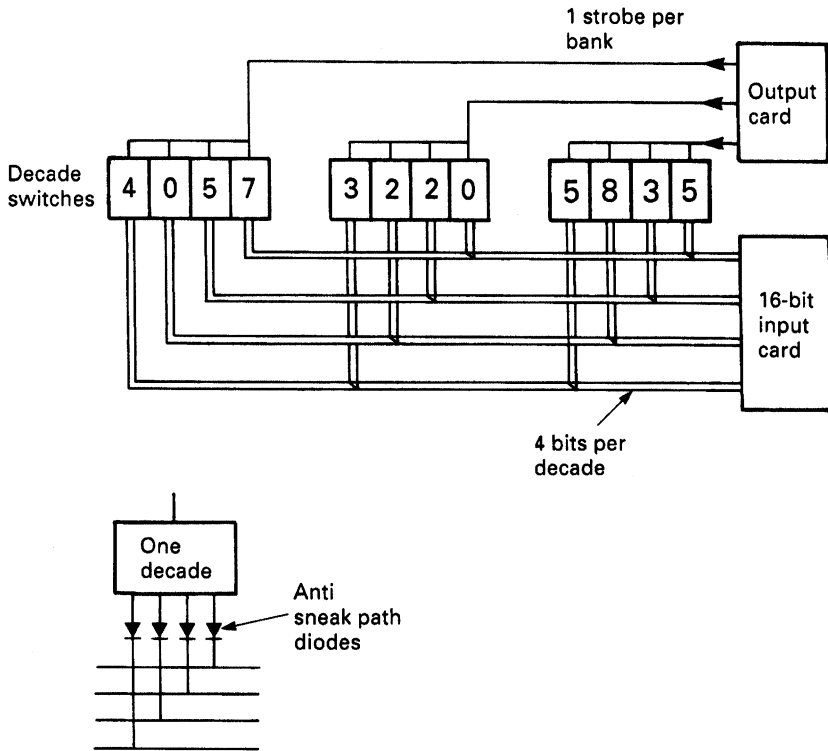 1 strobe per
bank
Output
card
Decade
switches
4 0 5 7
3 2 2 0
5 8 3 5
16-bit
input
card
4 bits per
decade
One
decade
Anti
sneak path
diodes